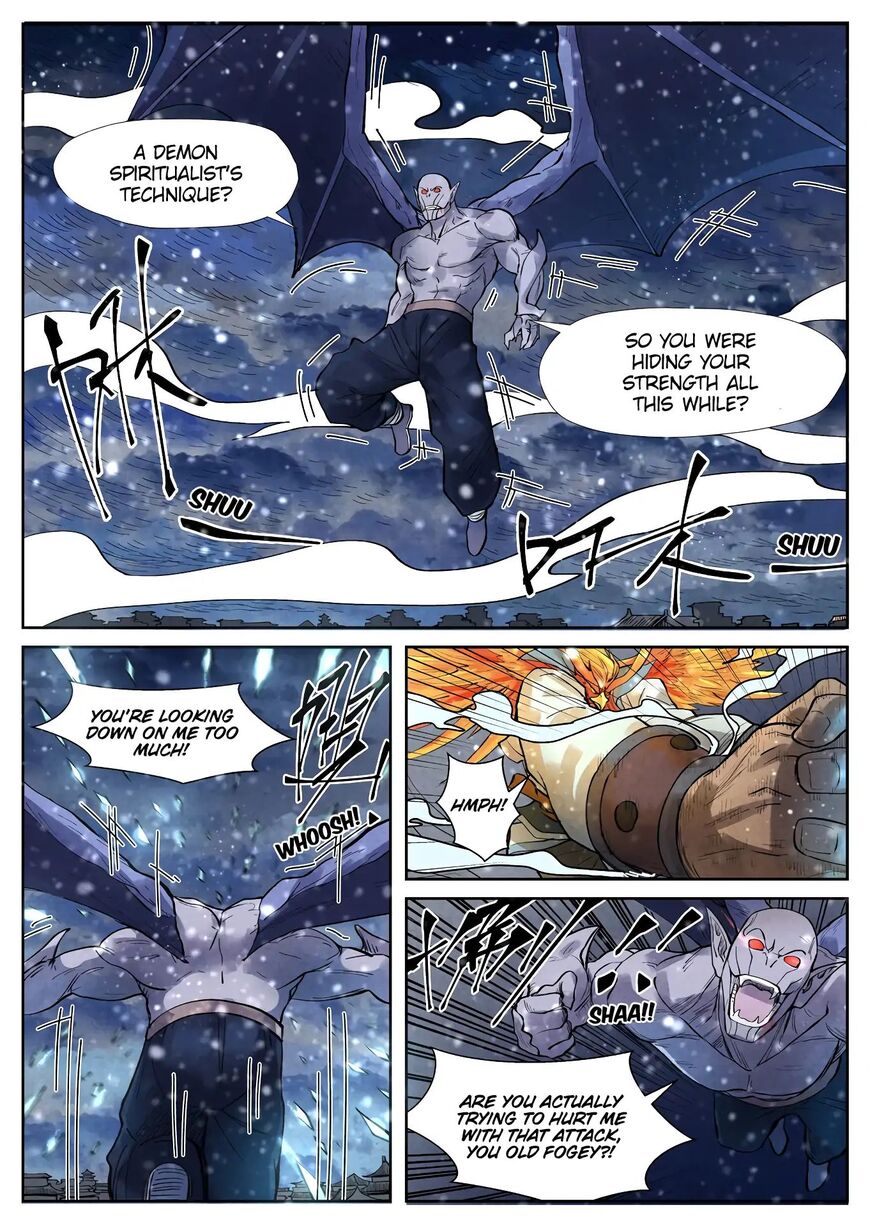 A DEMON
SPIRITUALIST'S
TECHNIQUE?
SO YOU WERE
HIDING YOUR
STRENGTH ALL
THIS WHILE?
咻
SHUU
咻
SHUU
YOU'RE LOOKING
DOWN ON ME TOO
MUCH!
WHOOSH!
HMPH!
SHAA!!
ARE YOU ACTUALLY
TRYING TO HURT ME
WITH THAT ATTACK,
YOU OLD FOGEY?!